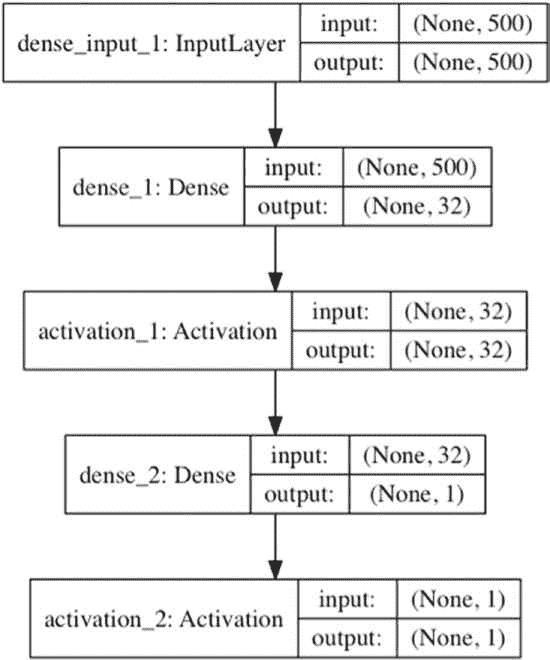 dense_input_1: InputLayer
input: (None, 500)
output: (None, 500)
dense_1: Dense
input: (None, 500)
output: (None, 32)
activation_1: Activation
input: (None, 32)
output: (None, 32)
dense_2: Dense
input: (None, 32)
output: (None, 1)
activation_2: Activation
input: (None, 1)
output: (None, 1)